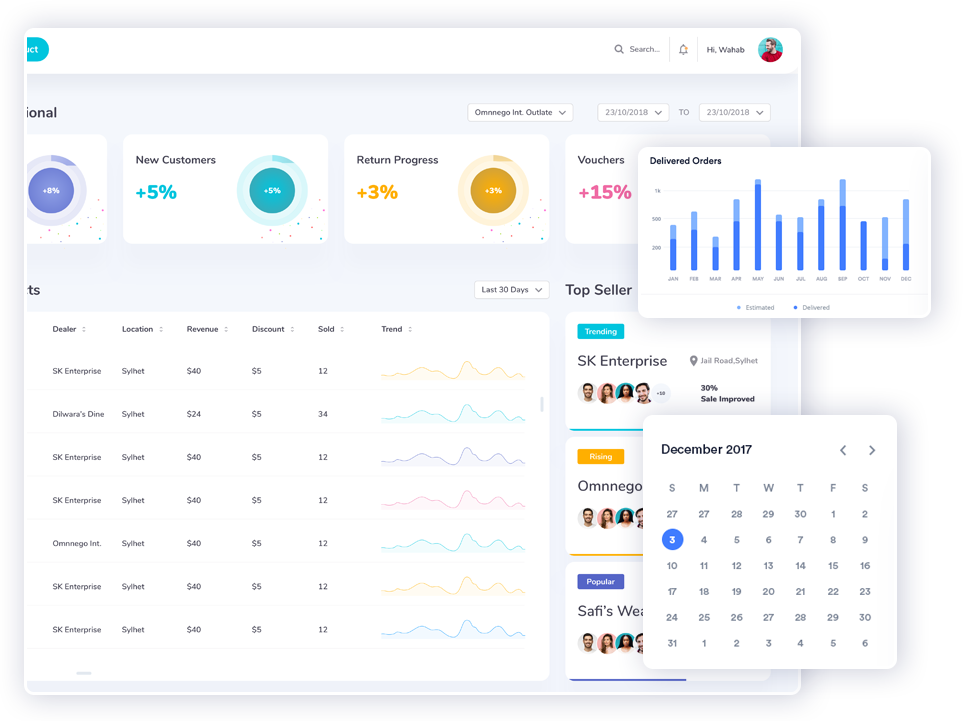 uct
Search...
Hi, Wahab
ional
Omnnego Int. Outlate
23/10/2018
TO
23/10/2018
+8%
New Customers
+5%
+5%
Return Progress
+3%
+3%
Vouchers
+15%
Delivered Orders
1k
500
200
JAN FEB MAR APR MAY JUN JUL AUG SEP OCT NOV DEC
Estimated Delivered
cts
Last 30 Days
Dealer Location Revenue Discount Sold Trend
SK Enterprise Sylhet $40 $5 12
Dilwara's Dine Sylhet $24 $5 34
SK Enterprise Sylhet $40 $5 12
SK Enterprise Sylhet $40 $5 12
Omnnego Int. Sylhet $40 $5 12
SK Enterprise Sylhet $40 $5 12
SK Enterprise Sylhet $40 $5 12
Top Seller
Trending
SK Enterprise
Jail Road,Sylhet
+10
30%
Sale Improved
Rising
Omnnego
Popular
Safi's Wea
December 2017
S M T W T F S
27 27 28 29 30 1 2
3 4 5 6 7 8 9
10 11 12 13 14 15 16
17 18 19 20 21 22 23
24 25 26 27 28 29 30
31 1 2 3 4 5 6